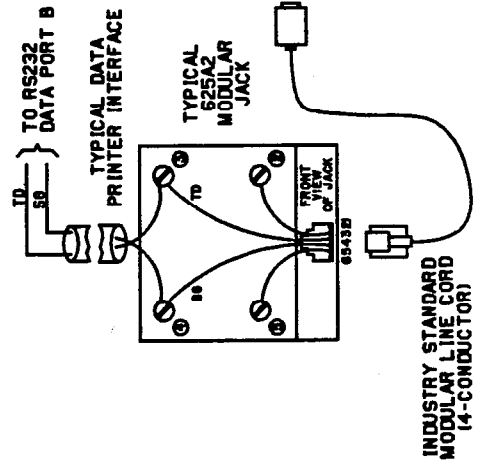 TO RS232
DATA PORT B
TD
SG
TYPICAL DATA
PRINTER INTERFACE
TYPICAL
625A2
MODULAR
JACK
TD
SG
FRONT
VIEW
OF JACK
654321
INDUSTRY STANDARD
MODULAR LINE CORD
(4-CONDUCTOR)